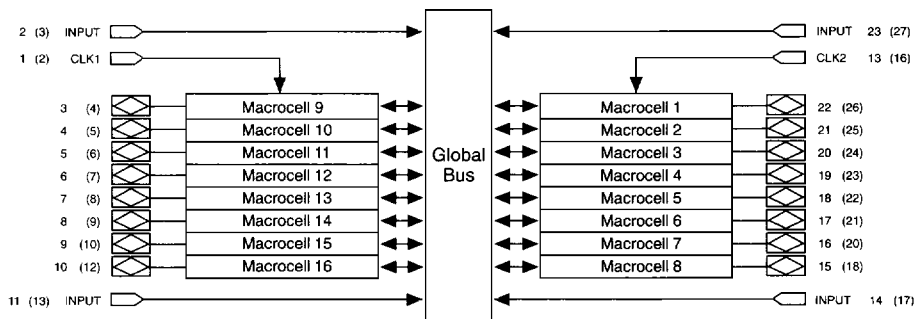 2 (3) INPUT INPUT 23 (27)
1 (2) CLK1 CLK2 13 (16)
3 (4) Macrocell 9 Macrocell 1 22 (26)
4 (5) Macrocell 10 Macrocell 2 21 (25)
5 (6) Macrocell 11 Global Macrocell 3 20 (24)
6 (7) Macrocell 12 Bus Macrocell 4 19 (23)
7 (8) Macrocell 13 Macrocell 5 18 (22)
8 (9) Macrocell 14 Macrocell 6 17 (21)
9 (10) Macrocell 15 Macrocell 7 16 (20)
10 (12) Macrocell 16 Macrocell 8 15 (18)
11 (13) INPUT INPUT 14 (17)